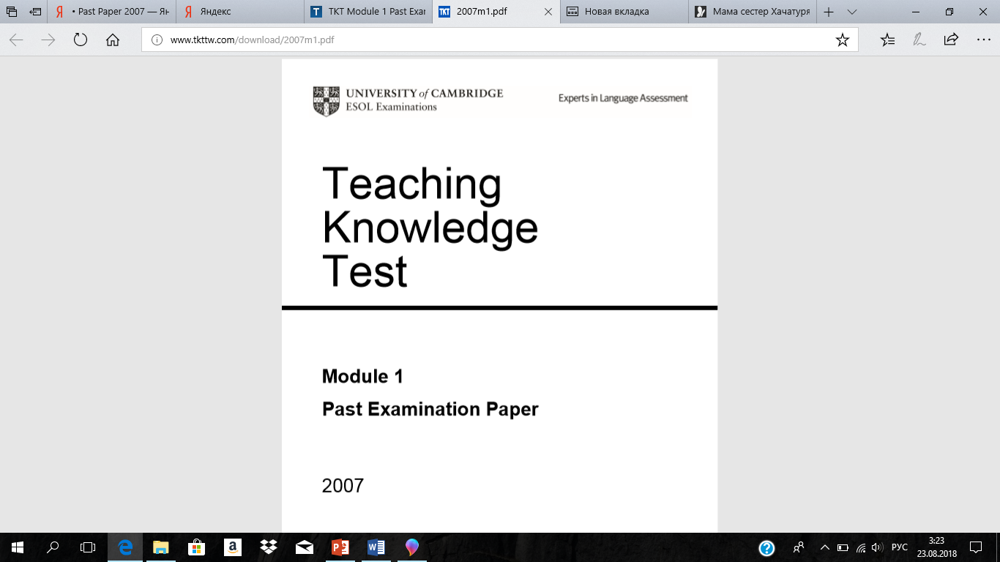 • Past Paper 2007 — Ян
Яндекс
TKT Module 1 Past Exar
2007m1.pdf
Новая вкладка
Мама сестер Хачатуря
www.tkttw.com/download/2007m1.pdf
UNIVERSITY of CAMBRIDGE
ESOL Examinations
Experts in Language Assessment
Teaching
Knowledge
Test
Module 1
Past Examination Paper
2007
РУС
3:23
23.08.2018